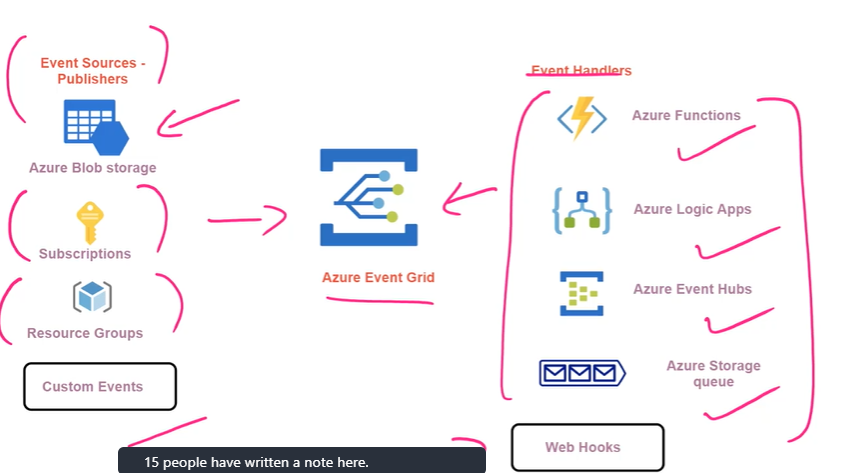 Event Sources -
Publishers
Azure Blob storage
Subscriptions
Resource Groups
Custom Events
Azure Event Grid
Event Handlers
Azure Functions
Azure Logic Apps
Azure Event Hubs
Azure Storage
queue
Web Hooks
15 people have written a note here.